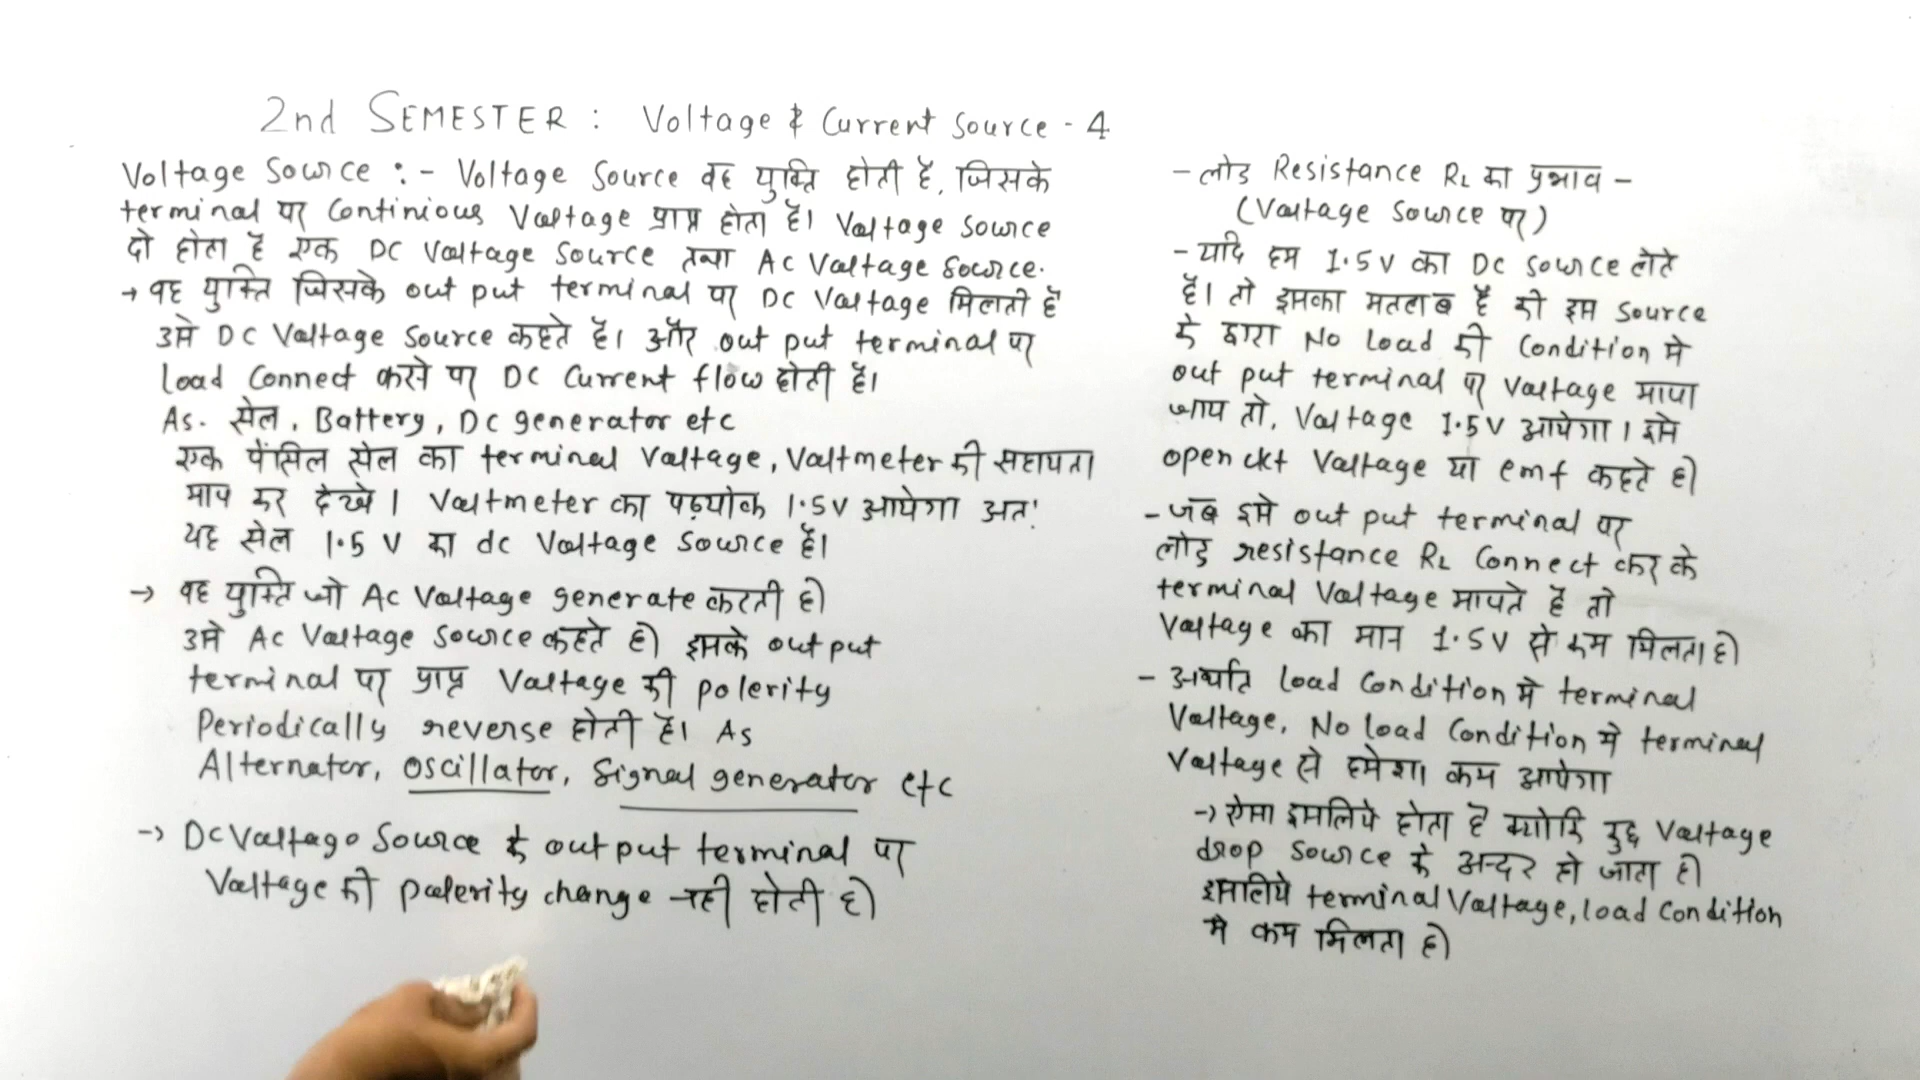 2nd SEMESTER : Voltage & Current Source - 4
Voltage Source :- Voltage Source वह युक्ति होती है, जिसके
terminal पर Continious Voltage प्राप्त होता है। Voltage Source
दो होता है एक DC Voltage Source तथा AC Voltage Source.
→ वह युक्ति जिसके out put terminal पर DC Voltage मिलती है
उसे DC Voltage Source कहते है। और out put terminal पर
Load Connect करने पर DC Current flow होती है।
As. सेल, Battery, DC generator etc
एक पेंसिल सेल का terminal Voltage, Voltmeter की सहायता
माप कर देखे। Voltmeter का पढ़योक 1.5V आयेगा अत:
यह सेल 1.5 V का dc Voltage Source है।
→ वह युक्ति जो AC Voltage generate करती है।
उसे AC Voltage Source कहते है। इसके out put
terminal पर प्राप्त Voltage की polerity
Periodically reverse होती है। As
Alternator, Oscillator, Signal generator etc
→ DC Voltage Source के out put terminal पर
Voltage की polerity change नही होती है।
- लोड Resistance RL का प्रभाव -
(Voltage Source पर)
- यदि हम 1.5V का DC Source लेते
है। तो इसका मतलब है की इस Source
के द्वारा No Load की Condition मे
out put terminal पर Voltage मापा
जाय तो, Voltage 1.5V आयेगा। इसे
open ckt Voltage या emf कहते है।
- जब इसे out put terminal पर
लोड resistance RL Connect कर के
terminal Voltage मापते है तो
Voltage का मान 1.5V से कम मिलता है।
- अर्थात Load Condition मे terminal
Voltage, No Load Condition मे terminal
Voltage से हमेशा कम आयेगा
→ ऐसा इसलिये होता है क्योकि कुछ Voltage
drop Source के अन्दर हो जाता है।
इसलिये terminal Voltage, Load Condition
मे कम मिलता है।